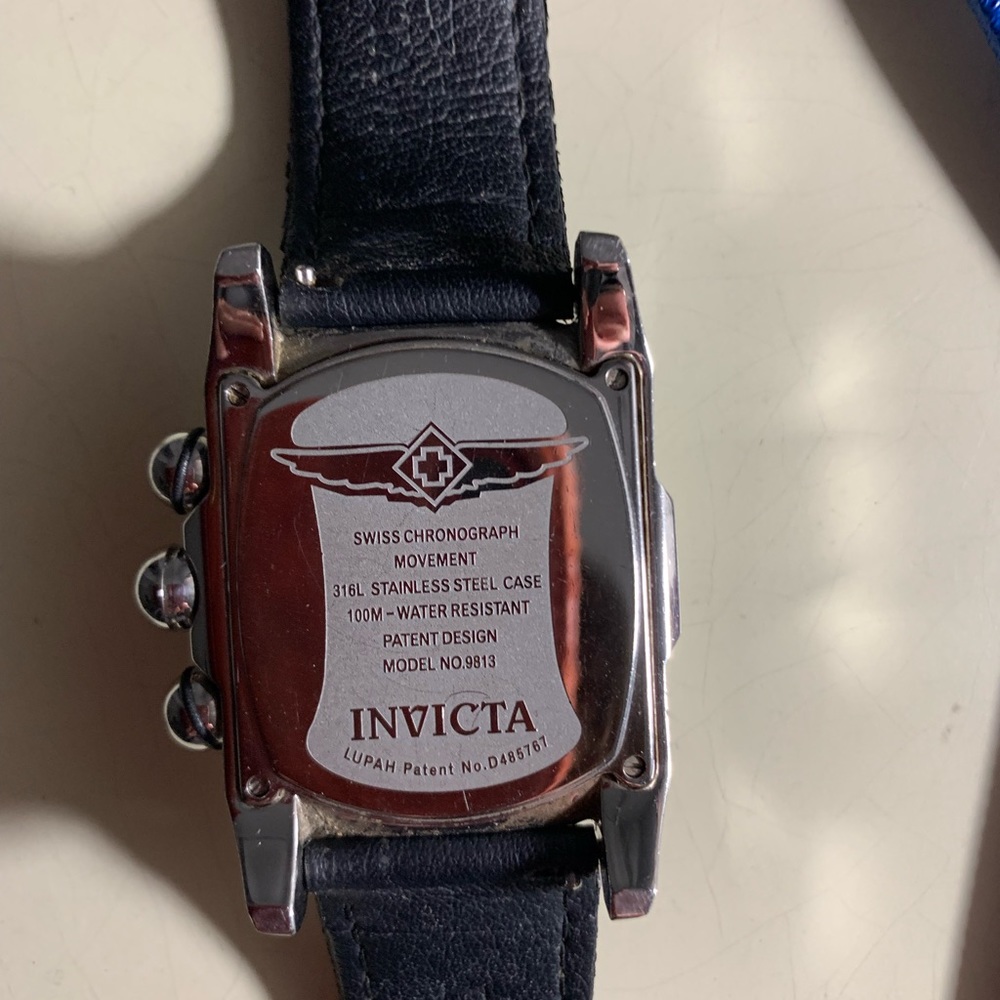 SWISS CHRONOGRAPH
MOVEMENT
316L STAINLESS STEEL CASE
100M-WATER RESISTANT
PATENT DESIGN
MODEL NO.9813
INVICTA
LUPAH Patent No.D485767